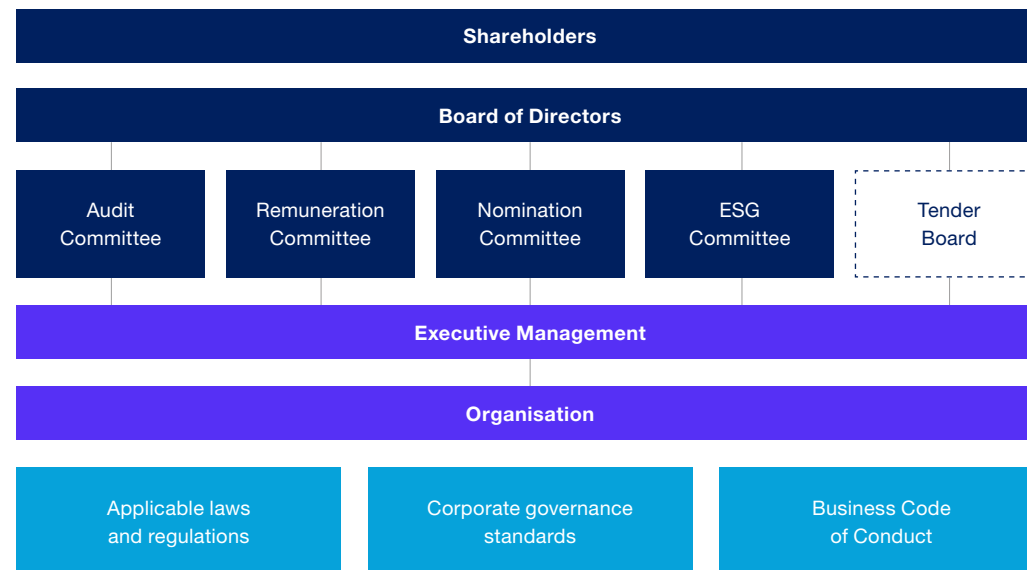 Shareholders
Board of Directors
Audit
Committee
Remuneration
Committee
Nomination
Committee
ESG
Committee
Tender
Board
Executive Management
Organisation
Applicable laws
and regulations
Corporate governance
standards
Business Code
of Conduct